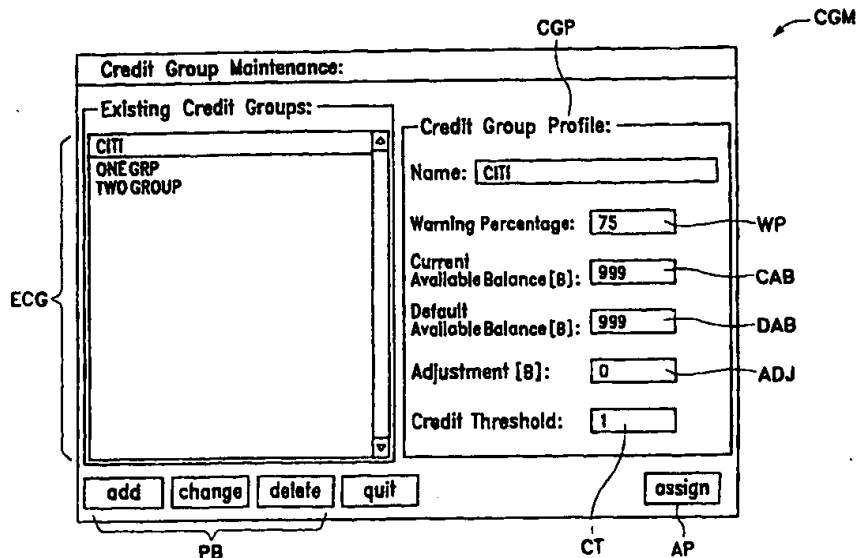 CGP
CGM
Credit Group Maintenance:
Existing Credit Groups:
CITI
ONE GRP
TWO GROUP
ECG
Credit Group Profile:
Name: CITI
Warning Percentage: 75
WP
Current
Available Balance [B]: 999
CAB
Default
Available Balance [B]: 999
DAB
Adjustment [B]: 0
ADJ
Credit Threshold: 1
add change delete quit assign
PB CT AP